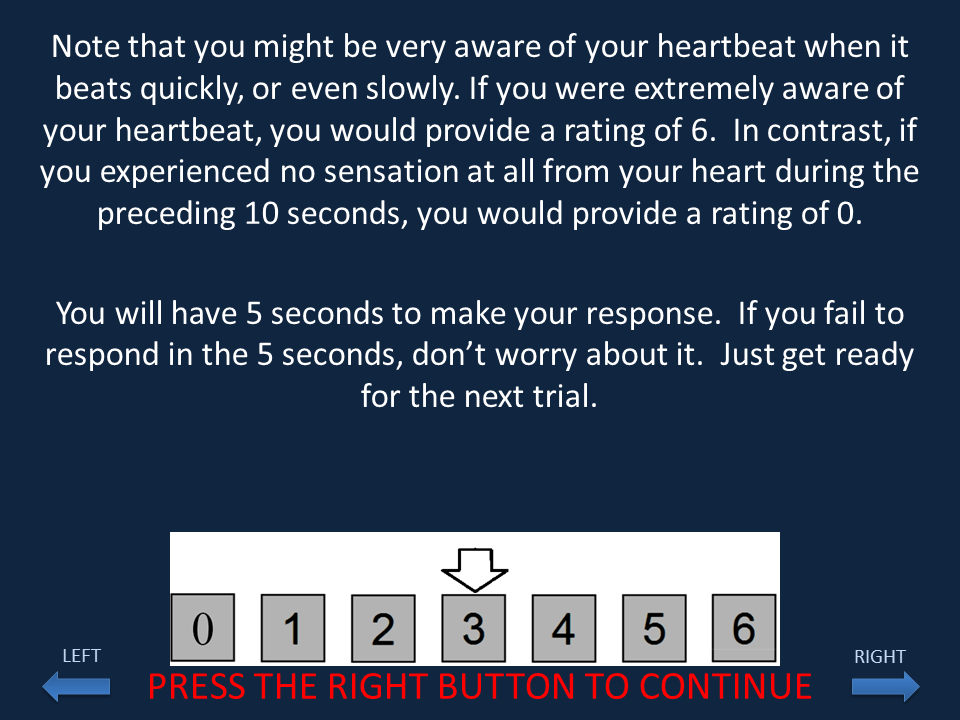 Note that you might be very aware of your heartbeat when it
beats quickly, or even slowly. If you were extremely aware of
your heartbeat, you would provide a rating of 6.  In contrast, if
you experienced no sensation at all from your heart during the
preceding 10 seconds, you would provide a rating of 0.
You will have 5 seconds to make your response.  If you fail to
respond in the 5 seconds, don’t worry about it.  Just get ready
for the next trial.
0 1 2 3 4 5 6
LEFT RIGHT
PRESS THE RIGHT BUTTON TO CONTINUE